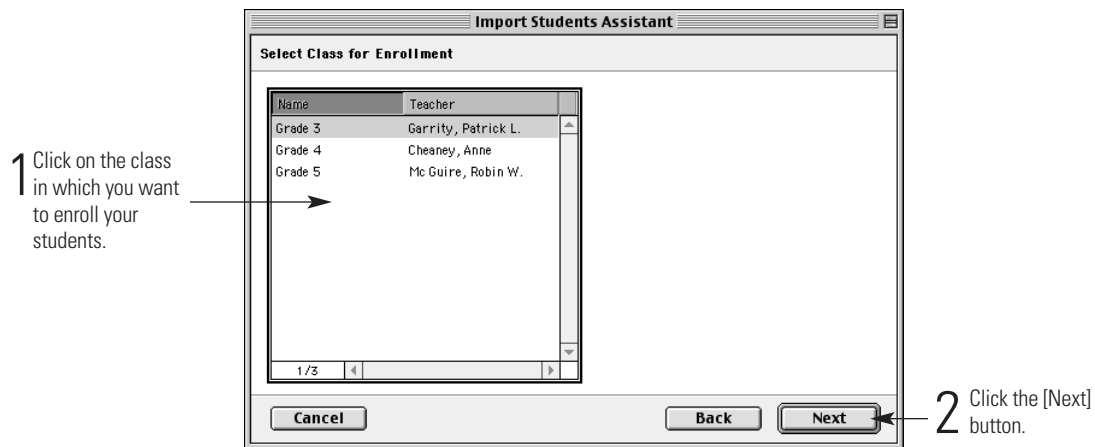 Import Students Assistant
Select Class for Enrollment
Name Teacher
Grade 3 Garrity, Patrick L.
Grade 4 Cheaney, Anne
Grade 5 Mc Guire, Robin W.
1/3
Cancel Back Next
1 Click on the class
in which you want
to enroll your
students.
2 Click the [Next]
button.